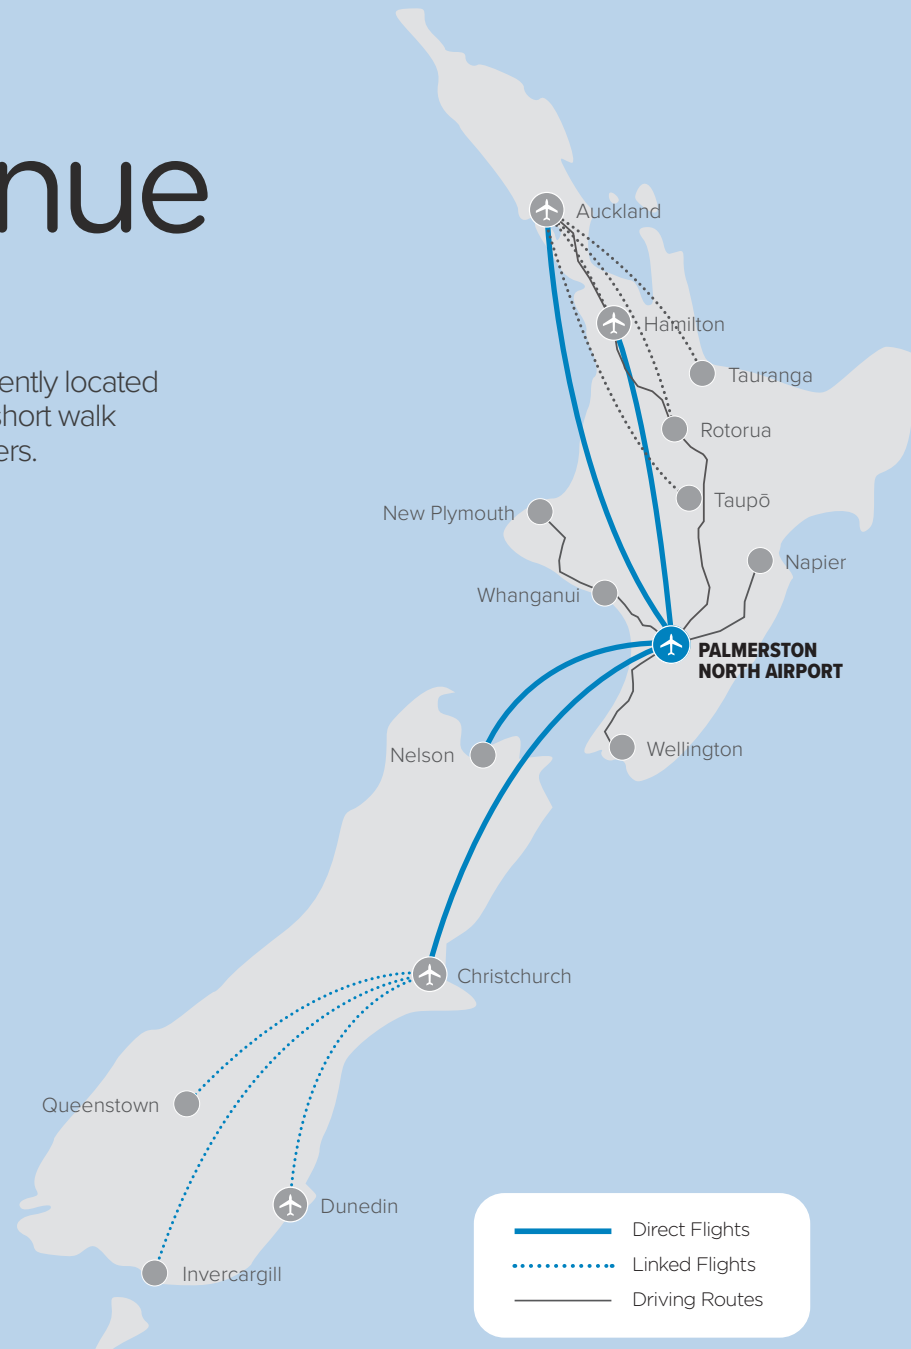 nue
ently located
short walk
ers.
Auckland
Hamilton
Tauranga
Rotorua
Taupō
New Plymouth
Napier
Whanganui
PALMERSTON
NORTH AIRPORT
Nelson
Wellington
Christchurch
Queenstown
Dunedin
Invercargill
Direct Flights
Linked Flights
Driving Routes